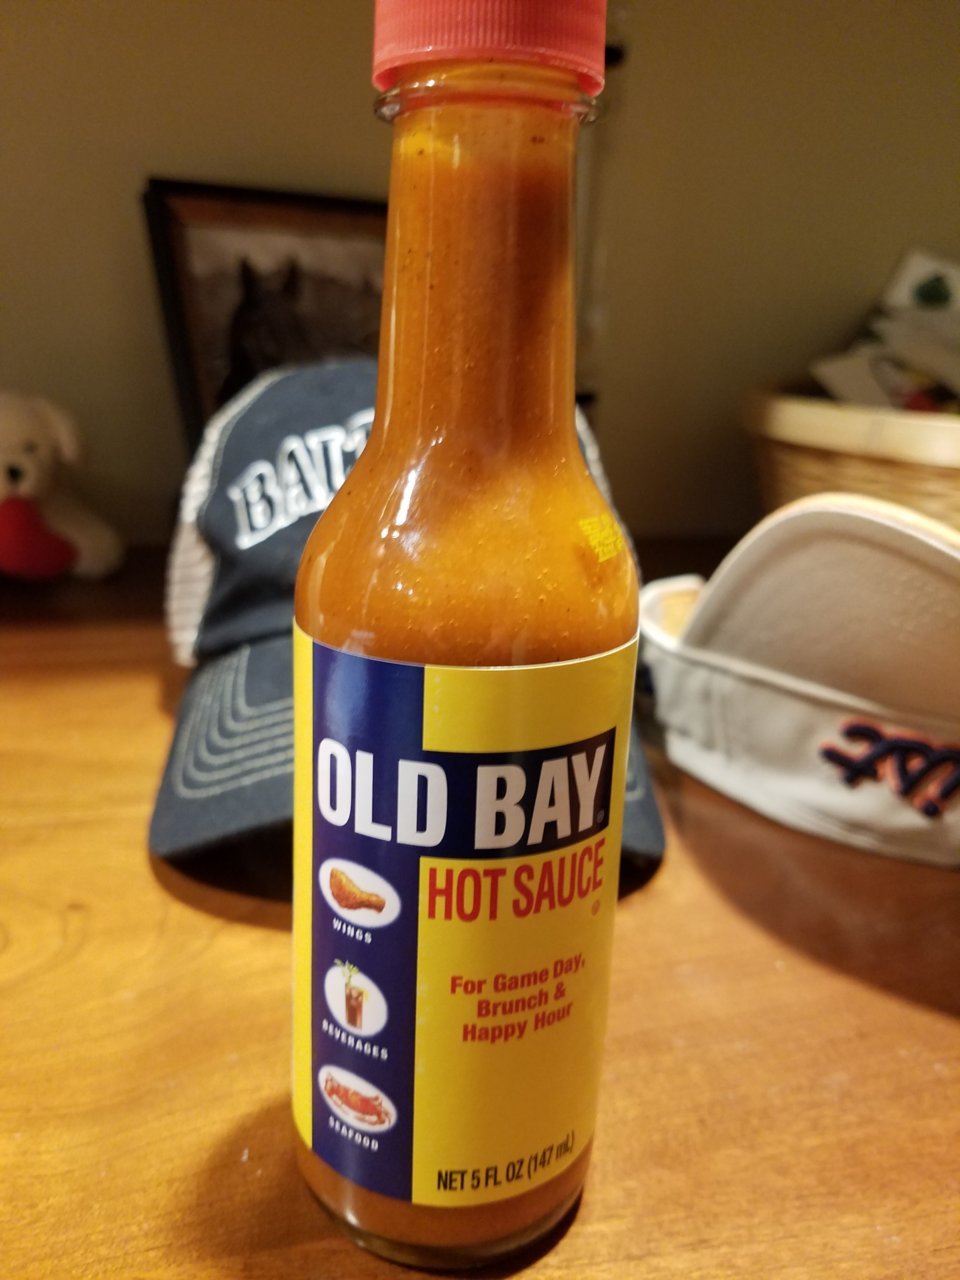 BALT
OLD BAY®
HOT SAUCE
WINGS
For Game Day,
Brunch &
Happy Hour
BEVERAGES
SEAFOOD
NET 5 FL OZ (147 mL)